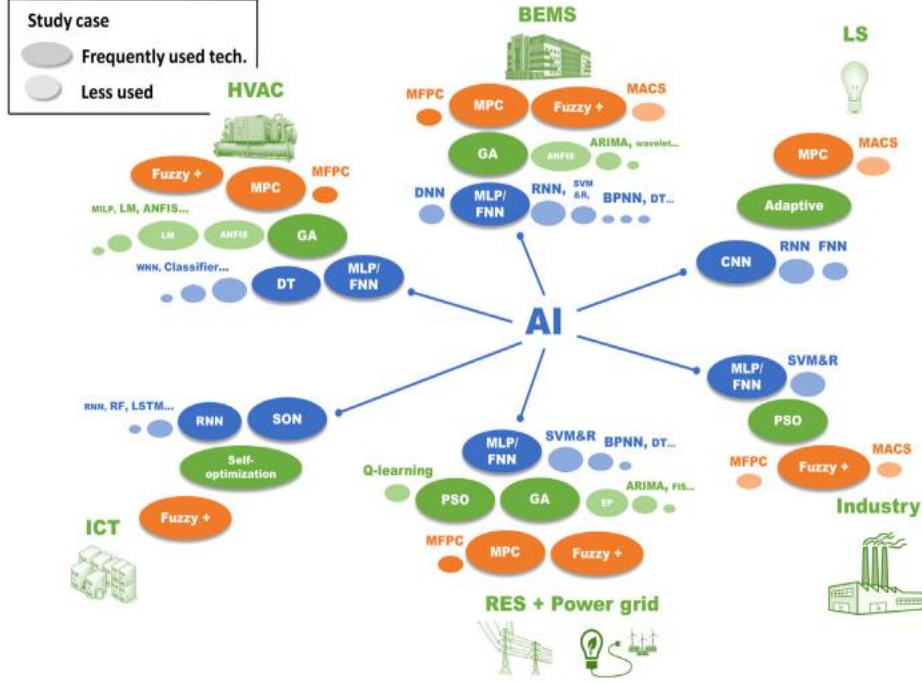 Study case
Frequently used tech.
Less used
BEMS
MFPC
MPC
Fuzzy +
MACS
GA
ANFIS
ARIMA, wavelet...
DNN
MLP/
FNN
RNN,
SVM
&R,
BPNN, DT...
LS
MPC
MACS
Adaptive
CNN
RNN
FNN
HVAC
Fuzzy +
MPC
MFPC
MILP, LM, ANFIS...
LM
ANFIS
GA
WNN, Classifier...
DT
MLP/
FNN
AI
RNN, RF, LSTM...
RNN
SON
Self-
optimization
Fuzzy +
ICT
MLP/
FNN
SVM&R
BPNN, DT...
Q-learning
PSO
GA
EP
ARIMA, FIS...
MFPC
MPC
Fuzzy +
RES + Power grid
MLP/
FNN
SVM&R
PSO
MFPC
Fuzzy +
MACS
Industry